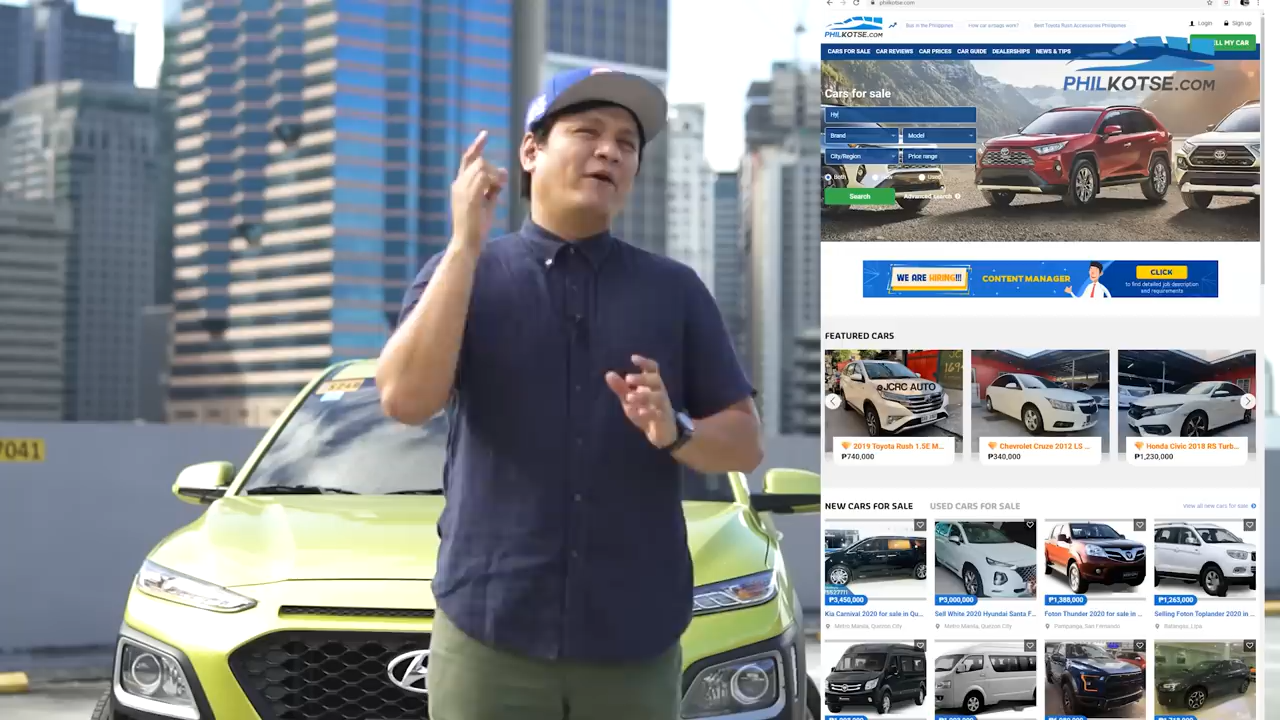 philkotse.com
PHILKOTSE.COM
Buy in the Philippines
How car airbags work?
Best Toyota Rush Accessories Philippines
Login
Sign up
SELL MY CAR
CARS FOR SALE
CAR REVIEWS
CAR PRICES
CAR GUIDE
DEALERSHIPS
NEWS & TIPS
PHILKOTSE.COM
Cars for sale
Hy
Brand
Model
City/Region
Price range
Both
New
Used
Search
Advanced search
WE ARE HIRING!!!
CONTENT MANAGER
CLICK
to find detailed job description
and requirements
FEATURED CARS
JCRC AUTO
2019 Toyota Rush 1.5E M...
₱740,000
Chevrolet Cruze 2012 LS ...
₱340,000
Honda Civic 2018 RS Turb...
₱1,230,000
7041
NEW CARS FOR SALE
USED CARS FOR SALE
View all new cars for sale
₱3,450,000
₱3,000,000
₱1,388,000
₱1,263,000
Kia Carnival 2020 for sale in Qu...
Sell White 2020 Hyundai Santa F...
Foton Thunder 2020 for sale in ...
Selling Foton Toplander 2020 in ...
Metro Manila, Quezon City
Metro Manila, Quezon City
Pampanga, San Fernando
Batangas, Lipa